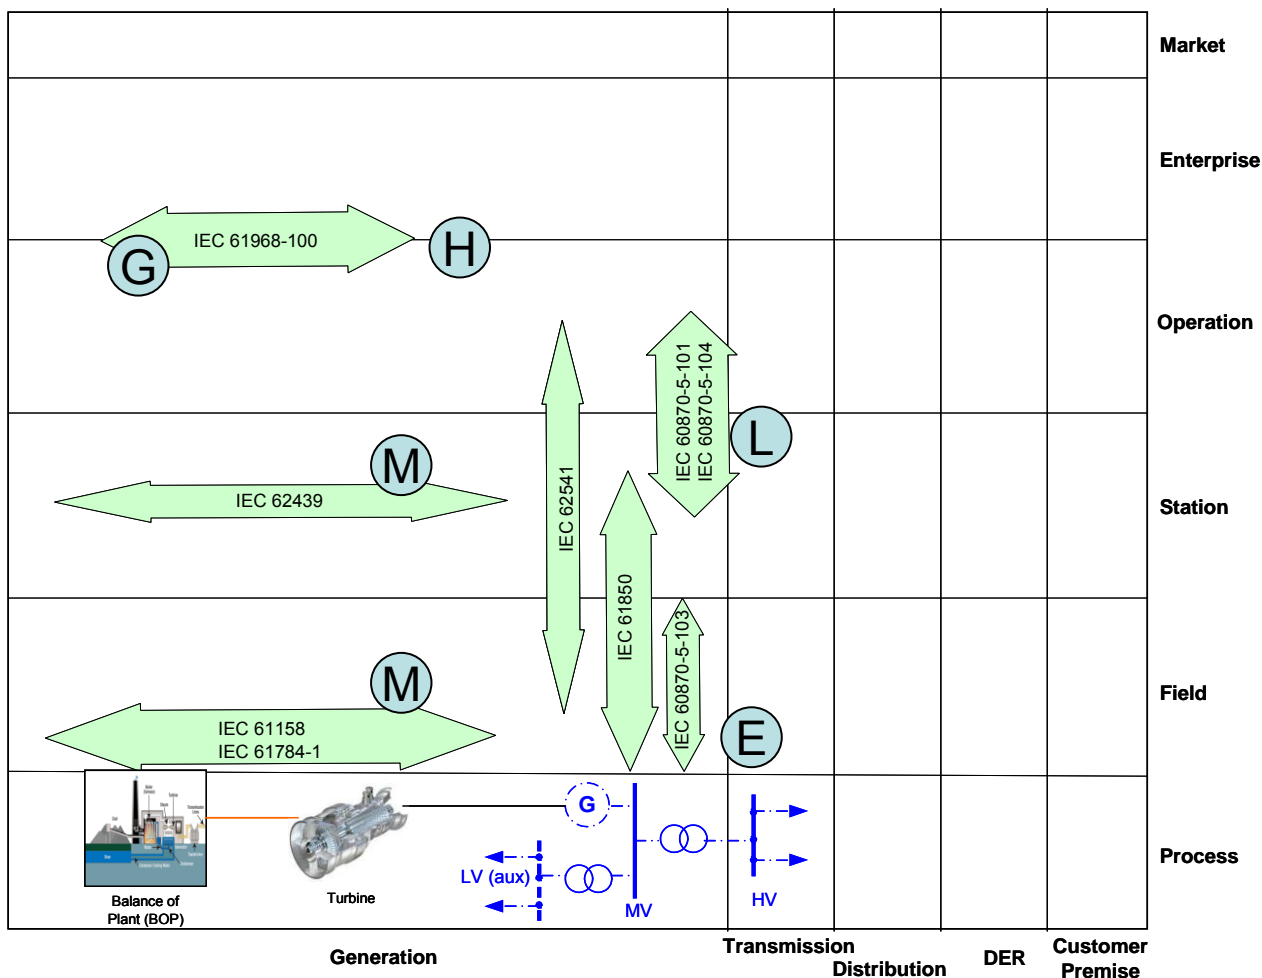 Market
Enterprise
IEC 61968-100
G
H
Operation
IEC 60870-5-101
IEC 60870-5-104
L
M
IEC 62439
IEC 62541
Station
IEC 61850
IEC 60870-5-103
M
IEC 61158
IEC 61784-1
E
Field
G
LV (aux)
MV
HV
Process
Balance of
Plant (BOP)
Turbine
Generation
Transmission
Distribution
DER
Customer
Premise